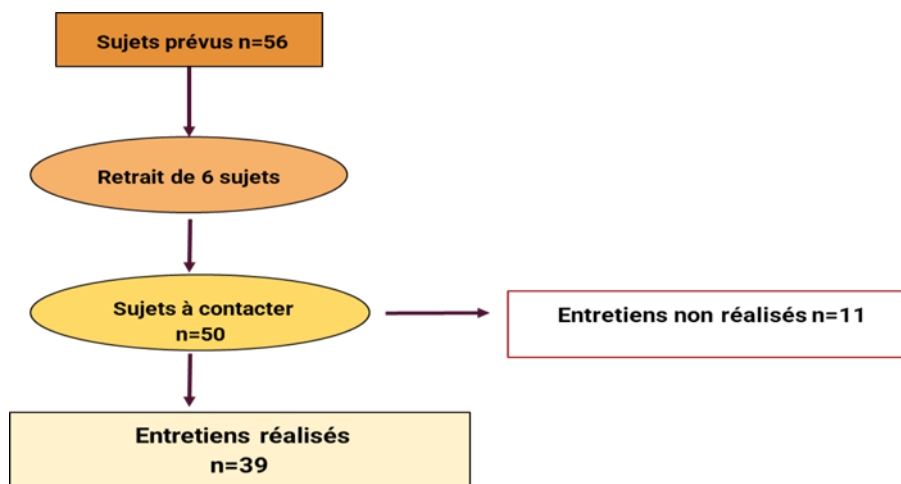 Sujets prévus n=56
Retrait de 6 sujets
Sujets à contacter
n=50
Entretiens non réalisés n=11
Entretiens réalisés
n=39